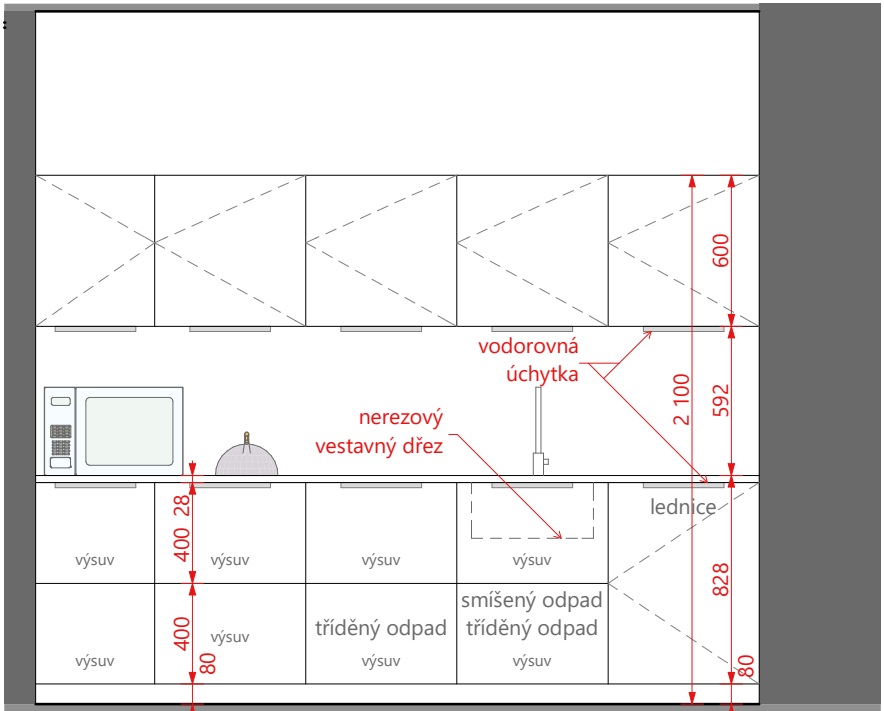 600
vodorovná
úchytka
2 100
592
nerezový
vestavný dřez
28
lednice
400
výsuv
výsuv
výsuv
výsuv
828
smíšený odpad
400
výsuv
tříděný odpad
tříděný odpad
výsuv
80
výsuv
výsuv
80